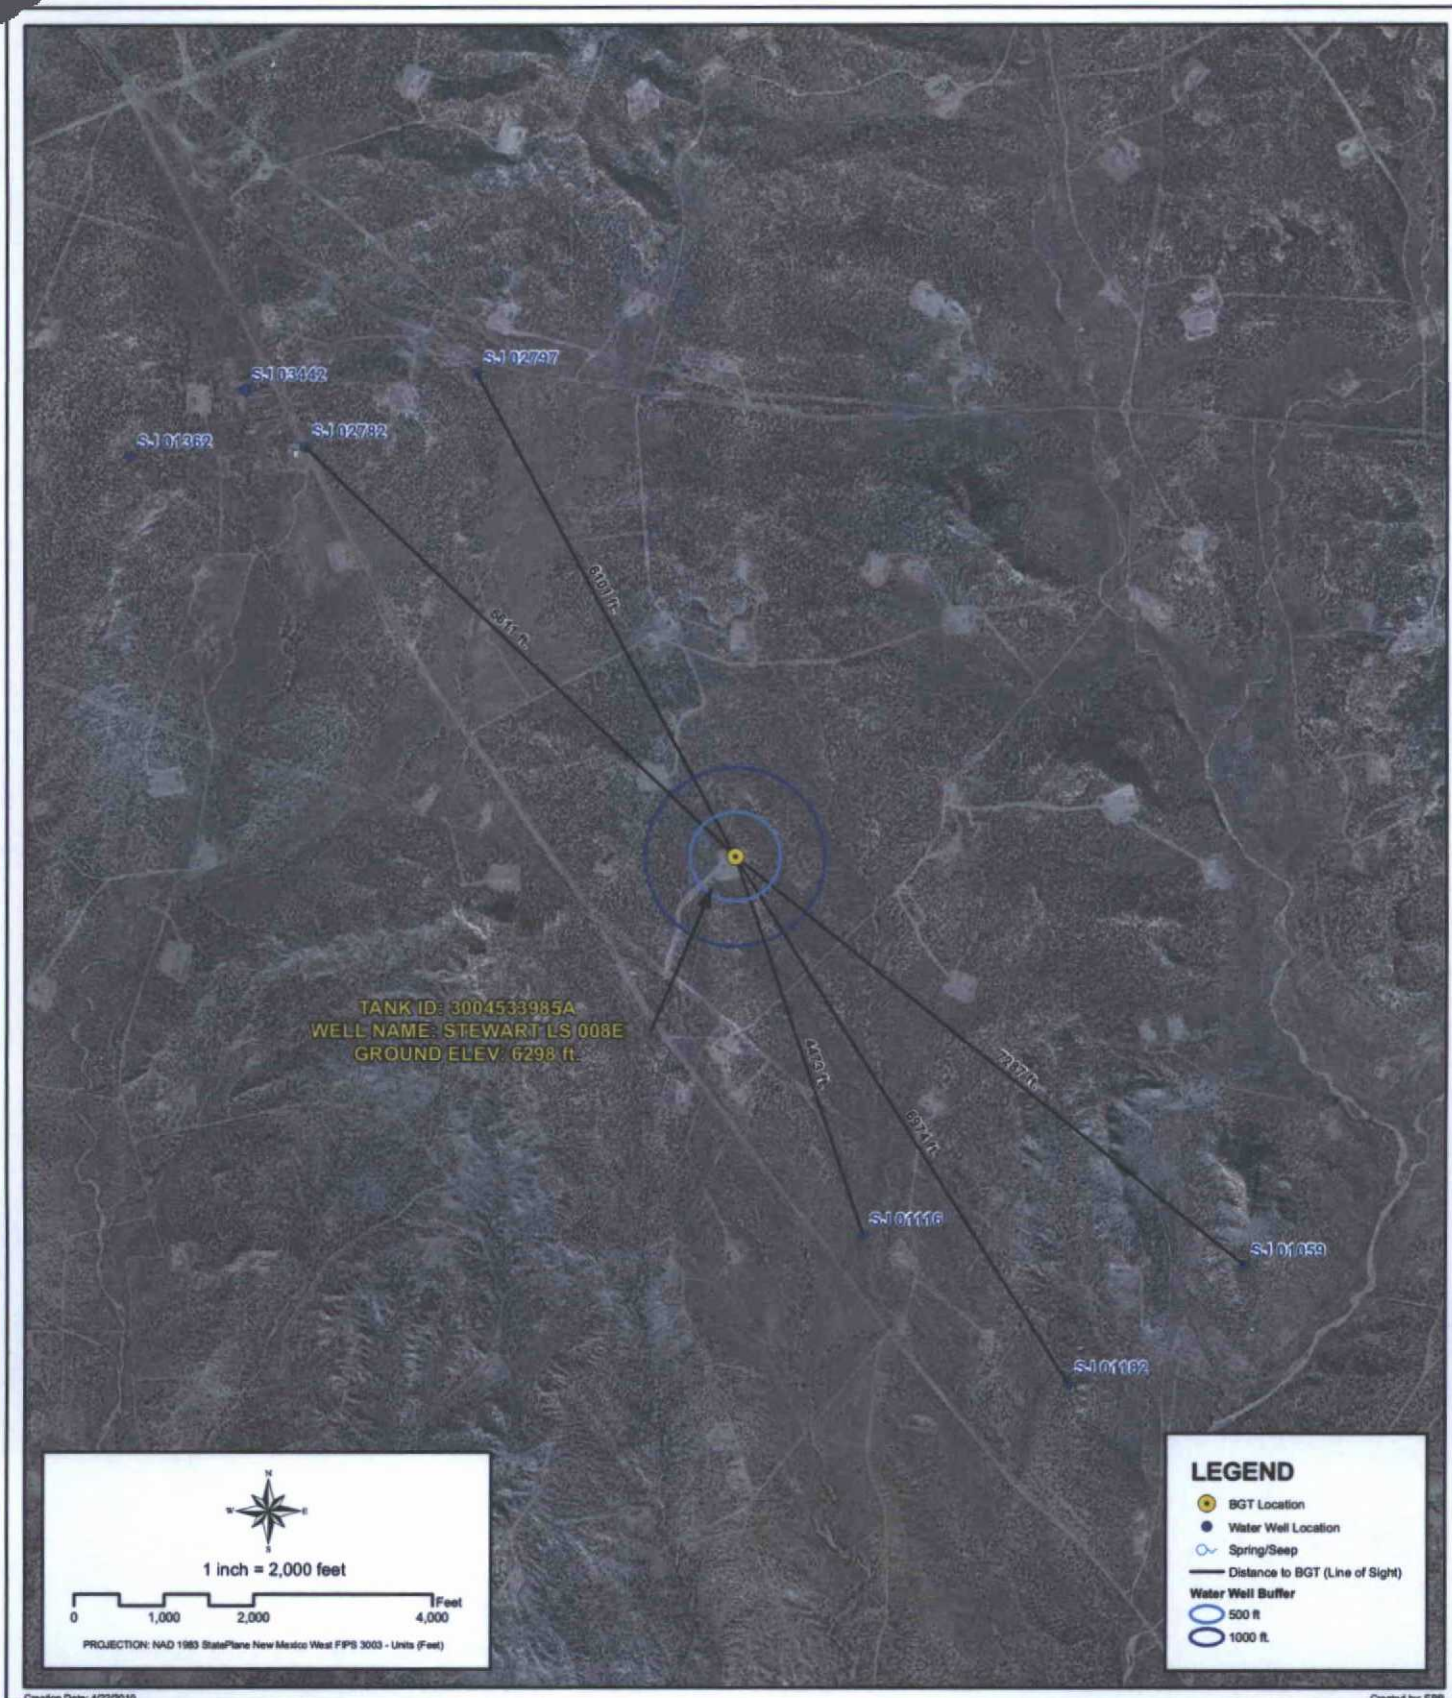 SJ 02797
SJ 03442
SJ 02782
SJ 01362
6101 ft.
6611 ft.
TANK ID: 3004533985A
WELL NAME: STEWART LS 008E
GROUND ELEV: 6298 ft.
ft.
ft.
6974 ft.
SJ 01116
SJ 01059
SJ 01182
N
W E
S
1 inch = 2,000 feet
Feet
0 1,000 2,000 4,000
PROJECTION: NAD 1983 StatePlane New Mexico West FIPS 3003 - Units (Feet)
LEGEND
BGT Location
Water Well Location
Spring/Seep
Distance to BGT (Line of Sight)
Water Well Buffer
500 ft
1000 ft.